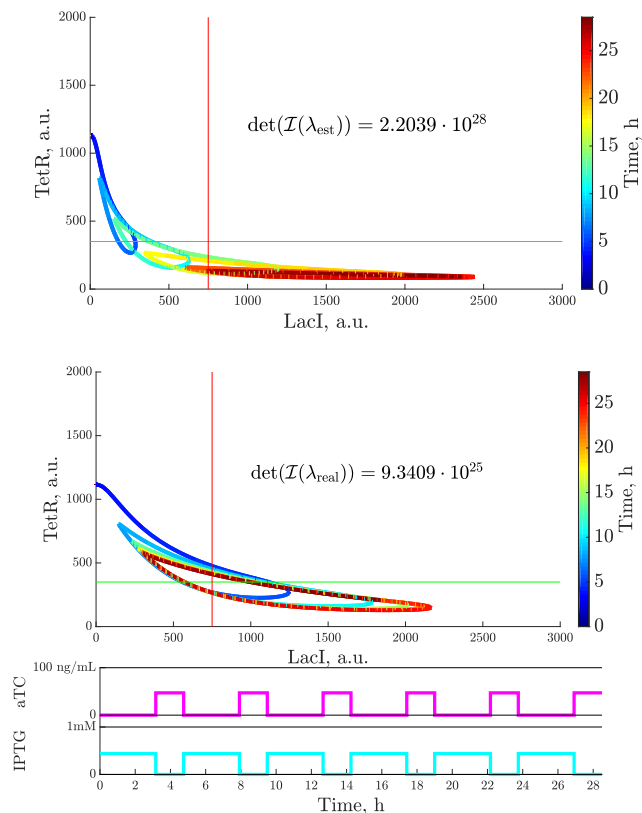 2000
1500
1000
500
0
TetR, a.u.
det(I(λest)) = 2.2039 · 10^28
0 500 1000 1500 2000 2500 3000
LacI, a.u.
25
20
15
10
5
0
Time, h
2000
1500
1000
500
0
TetR, a.u.
det(I(λreal)) = 9.3409 · 10^25
0 500 1000 1500 2000 2500 3000
LacI, a.u.
25
20
15
10
5
0
Time, h
100 ng/mL
aTC
0
1mM
IPTG
0
0 2 4 6 8 10 12 14 16 18 20 22 24 26 28
Time, h